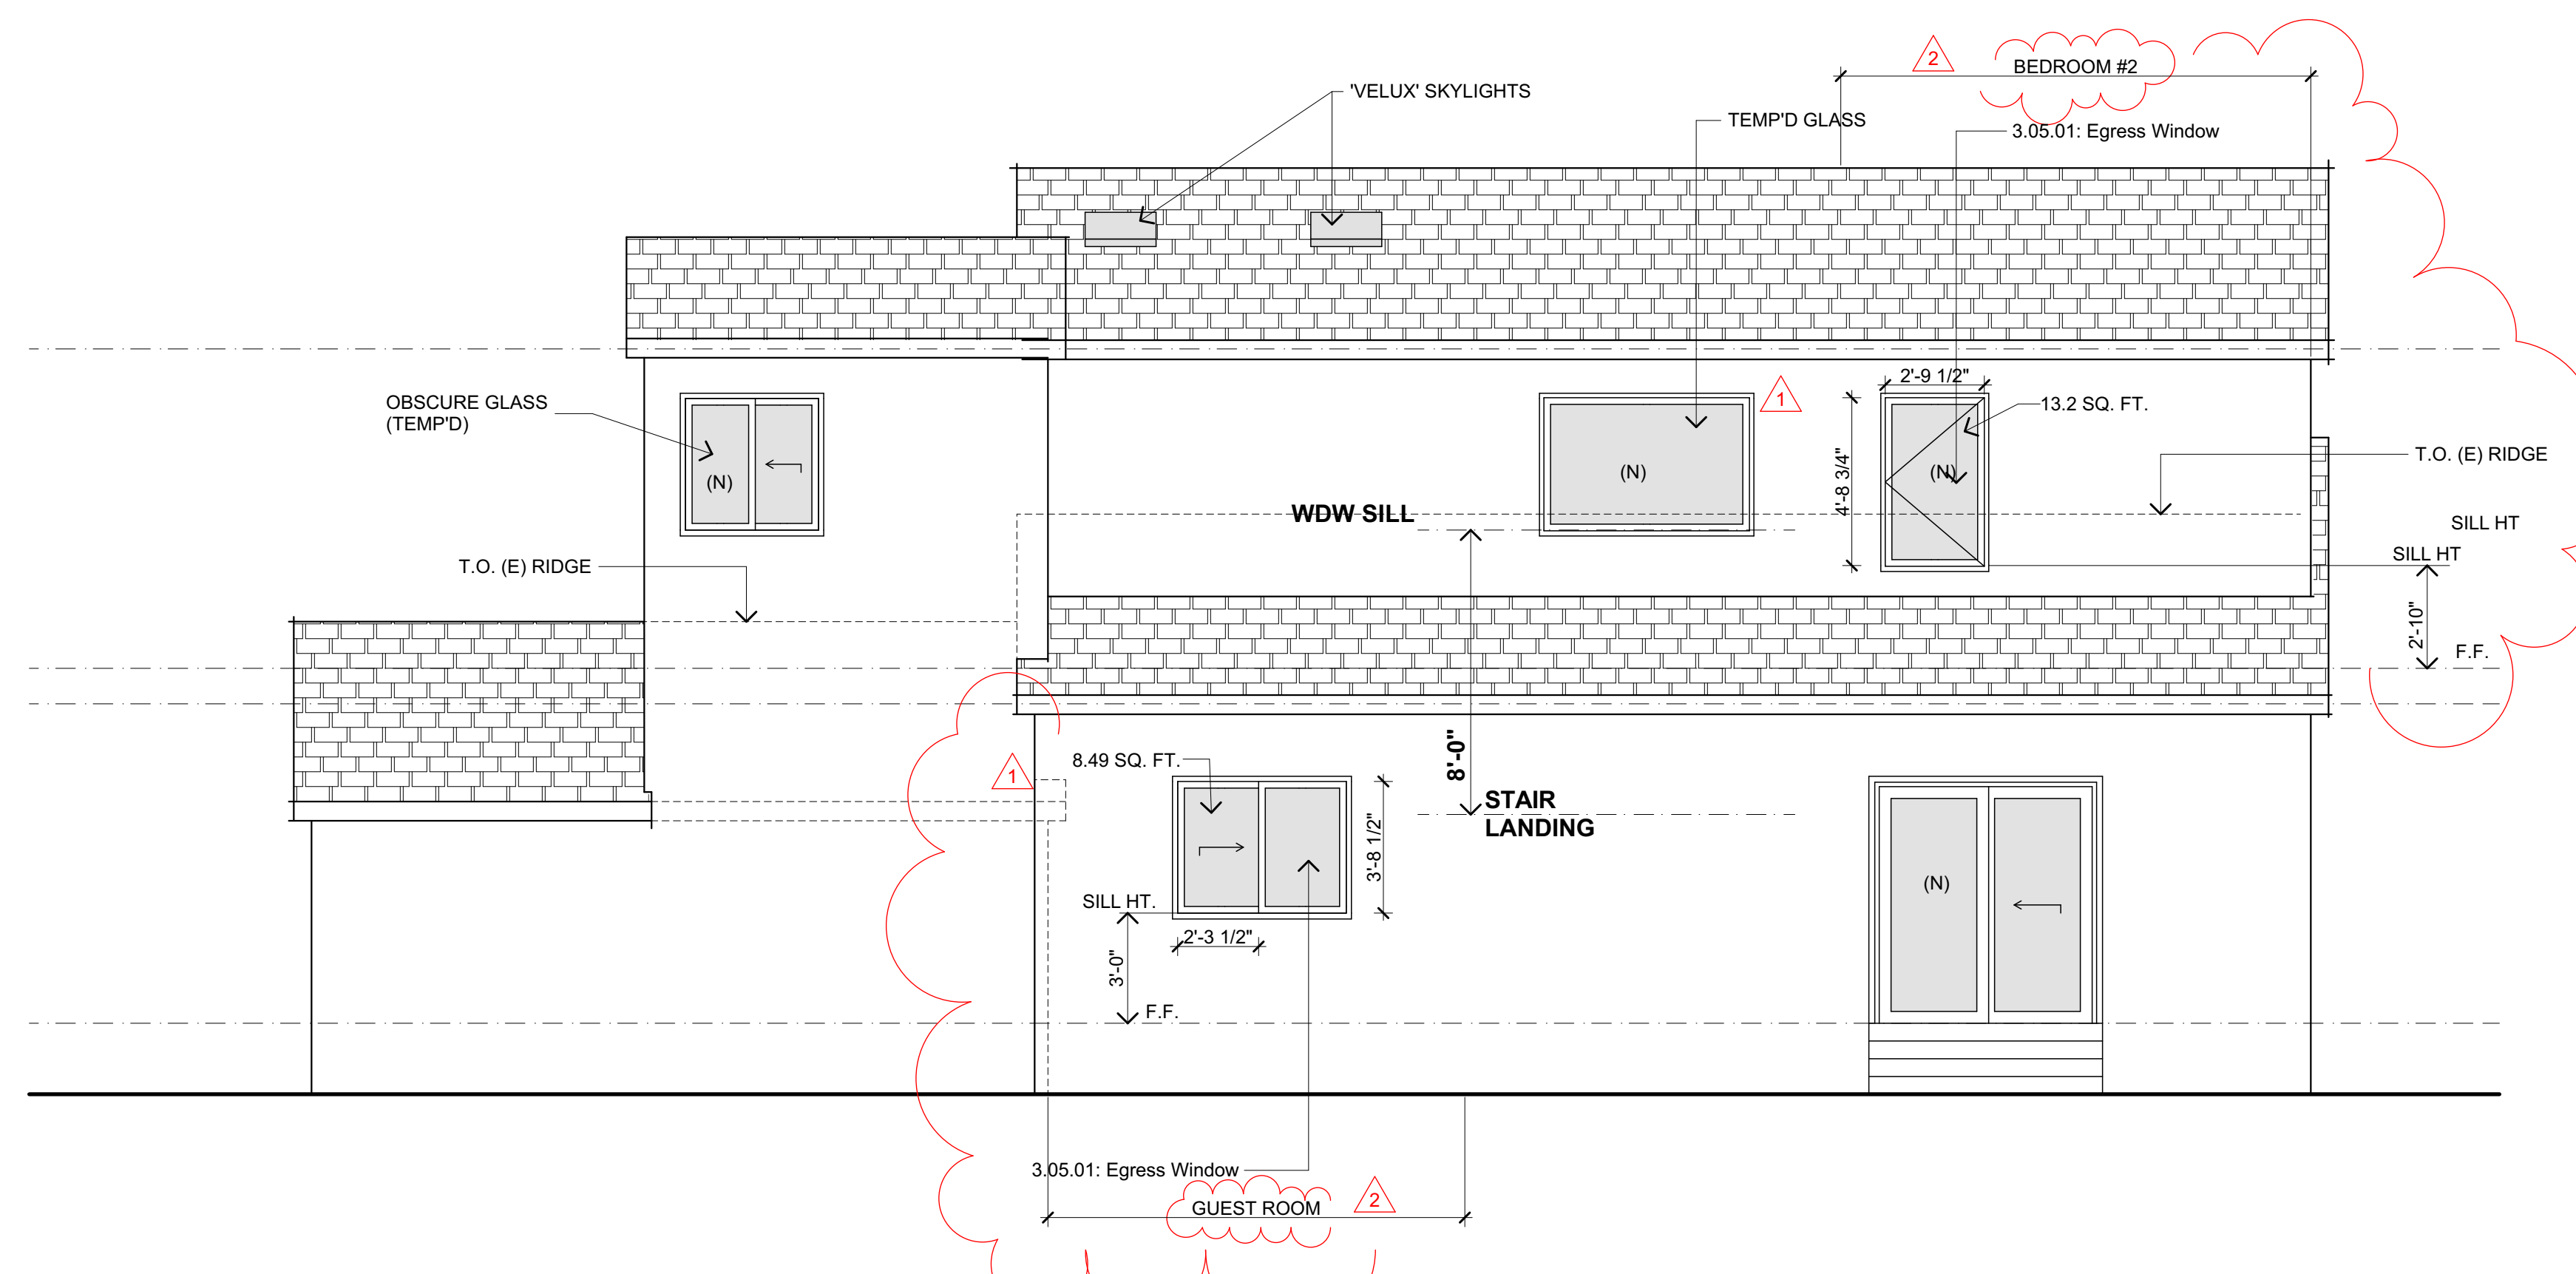 2
BEDROOM #2
'VELUX' SKYLIGHTS
TEMP'D GLASS
3.05.01: Egress Window
2'-9 1/2"
1
OBSCURE GLASS
(TEMP'D)
13.2 SQ. FT.
4'-8 3/4"
T.O. (E) RIDGE
(N)
(N)
(N)
WDW SILL
SILL HT
SILL HT
T.O. (E) RIDGE
2'-10"
F.F.
8'-0"
1
8.49 SQ. FT.
STAIR
LANDING
3'-8 1/2"
(N)
SILL HT.
2'-3 1/2"
3'-0"
F.F.
3.05.01: Egress Window
GUEST ROOM
2